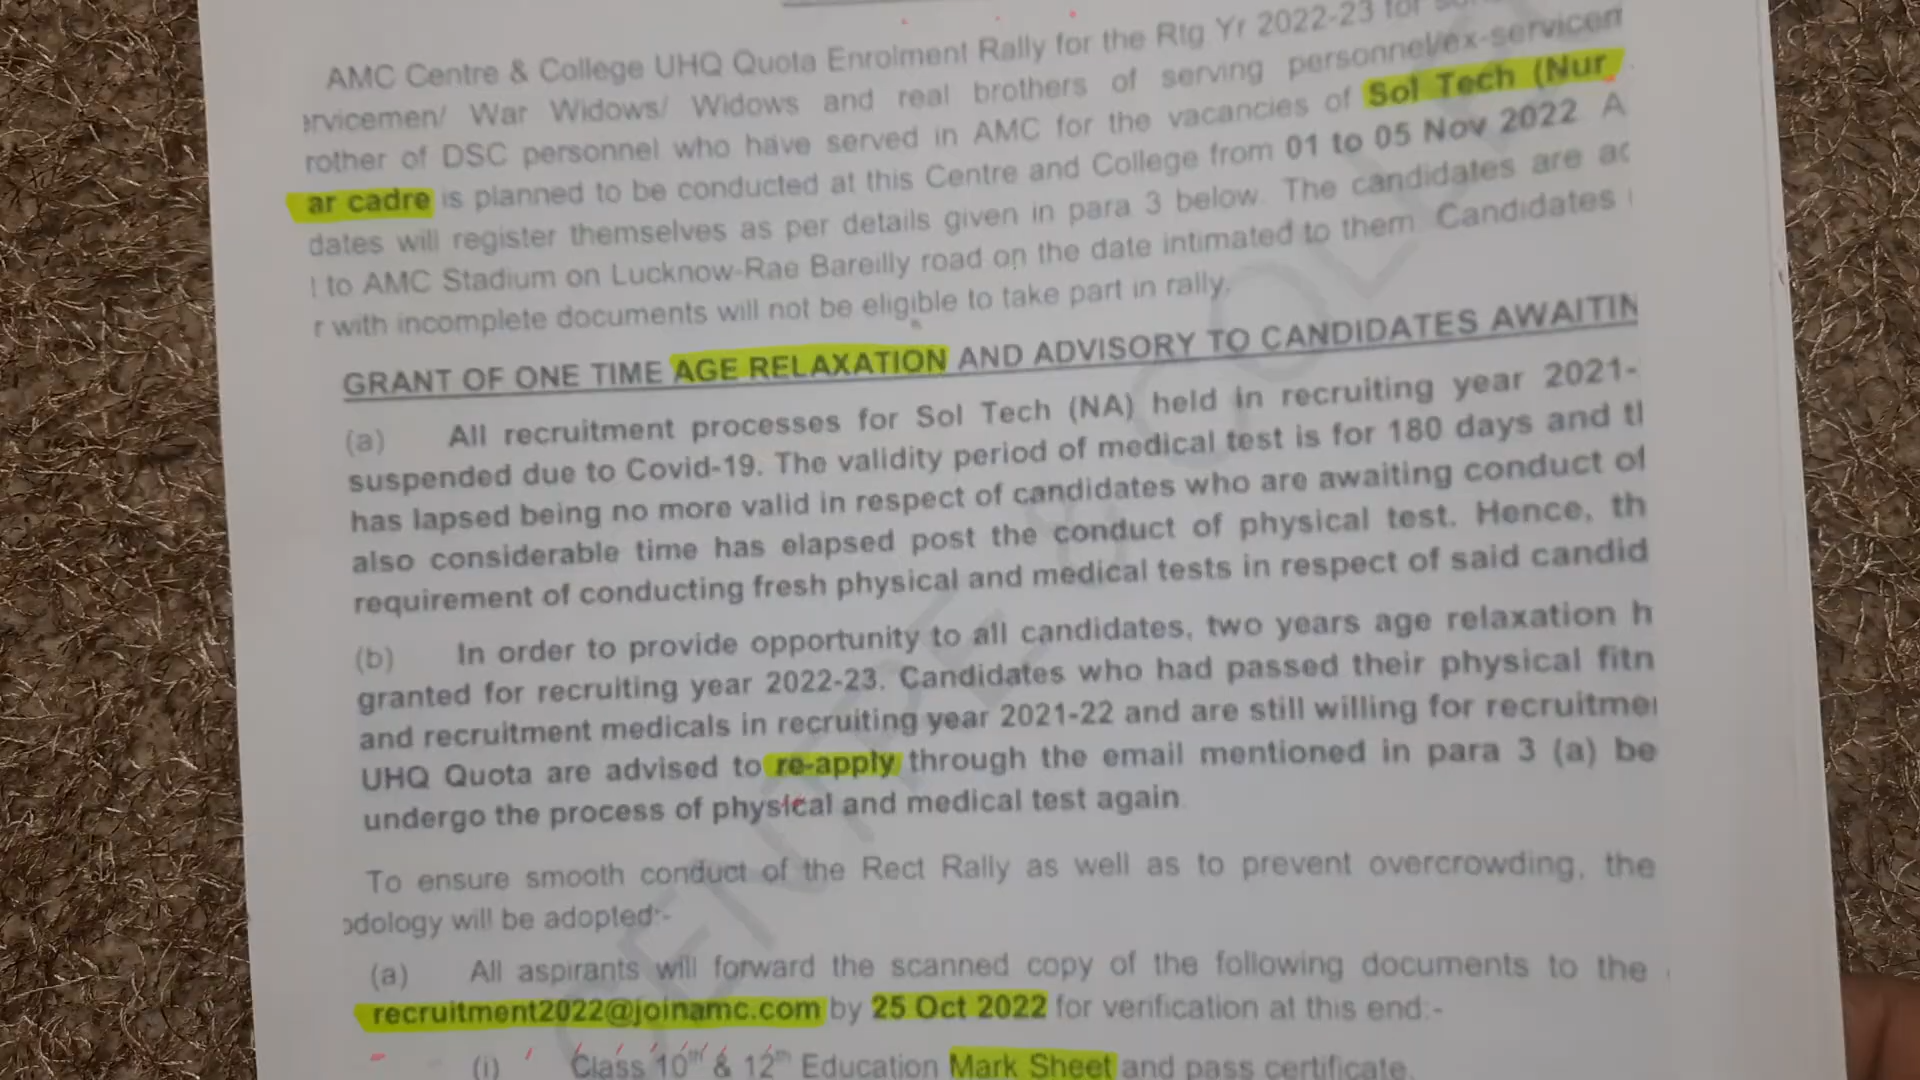 AMC Centre & College UHQ Quota Enrolment Rally for the Rtg Yr 2022-23 for
ervicemen/ War Widows/ Widows and real brothers of serving personnel/ex-servicem
rother of DSC personnel who have served in AMC for the vacancies of Sol Tech (Nur
ar cadre is planned to be conducted at this Centre and College from 01 to 05 Nov 2022 A
dates will register themselves as per details given in para 3 below. The candidates are ad
to AMC Stadium on Lucknow-Rae Bareilly road on the date intimated to them. Candidates
r with incomplete documents will not be eligible to take part in rally.
GRANT OF ONE TIME AGE RELAXATION AND ADVISORY TO CANDIDATES AWAITIN
(a) All recruitment processes for Sol Tech (NA) held in recruiting year 2021-
suspended due to Covid-19. The validity period of medical test is for 180 days and th
has lapsed being no more valid in respect of candidates who are awaiting conduct of
also considerable time has elapsed post the conduct of physical test. Hence, th
requirement of conducting fresh physical and medical tests in respect of said candid
(b) In order to provide opportunity to all candidates, two years age relaxation h
granted for recruiting year 2022-23. Candidates who had passed their physical fitn
and recruitment medicals in recruiting year 2021-22 and are still willing for recruitme
UHQ Quota are advised to re-apply through the email mentioned in para 3 (a) be
undergo the process of physical and medical test again.
To ensure smooth conduct of the Rect Rally as well as to prevent overcrowding, the
odology will be adopted:-
(a) All aspirants will forward the scanned copy of the following documents to the
recruitment2022@joinamc.com by 25 Oct 2022 for verification at this end:-
(i) Class 10th & 12th Education Mark Sheet and pass certificate.
CENTRE & COLL